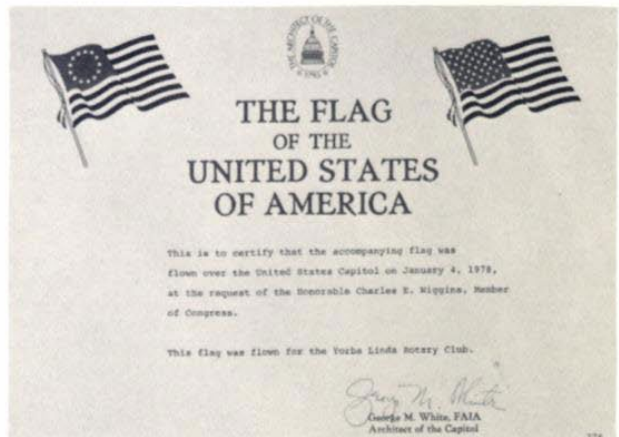 THE ARCHITECT OF THE CAPITOL
1793
THE FLAG
OF THE
UNITED STATES
OF AMERICA
This is to certify that the accompanying flag was
flown over the United States Capitol on January 4, 1978,
at the request of the Honorable Charles E. Wiggins, Member
of Congress.
This flag was flown for the Yorba Linda Rotary Club.
George M. White
George M. White, FAIA
Architect of the Capitol